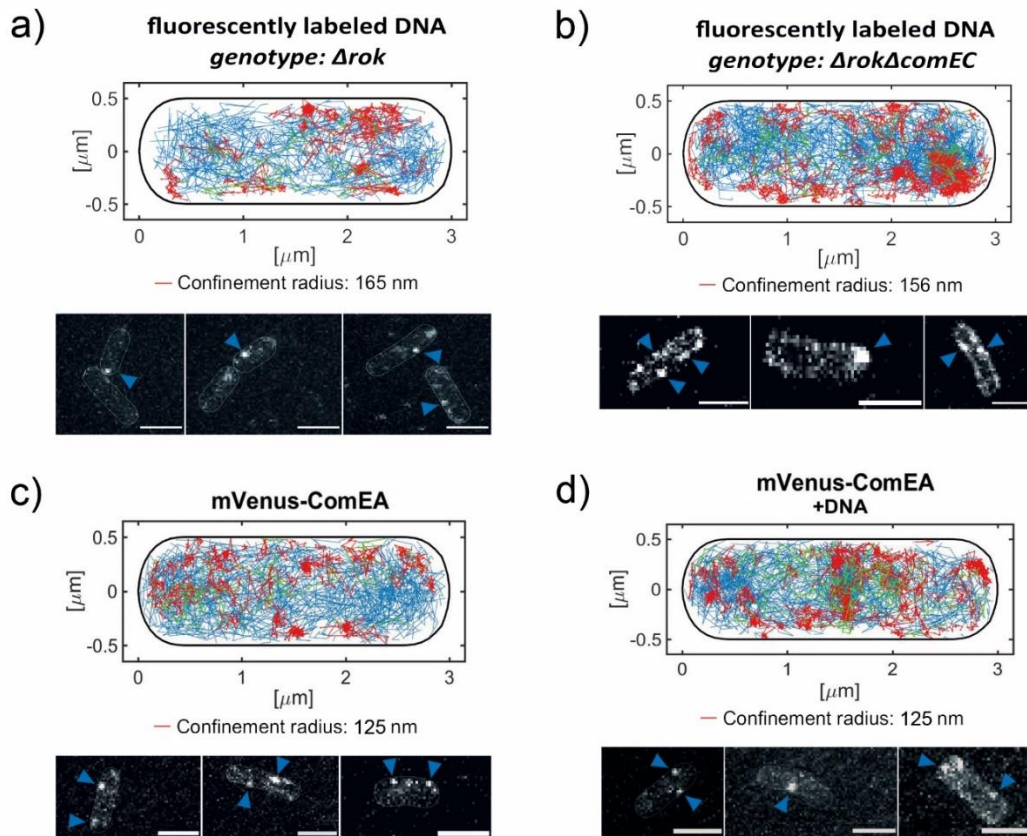 a)
fluorescently labeled DNA
genotype: Δrok
0.5
0
-0.5
[μm]
0 1 2 3
[μm]
Confinement radius: 165 nm
b)
fluorescently labeled DNA
genotype: ΔrokΔcomEC
0.5
0
-0.5
[μm]
0 1 2 3
[μm]
Confinement radius: 156 nm
c)
mVenus-ComEA
0.5
0
-0.5
[μm]
0 1 2 3
[μm]
Confinement radius: 125 nm
d)
mVenus-ComEA
+DNA
0.5
0
-0.5
[μm]
0 1 2 3
[μm]
Confinement radius: 125 nm